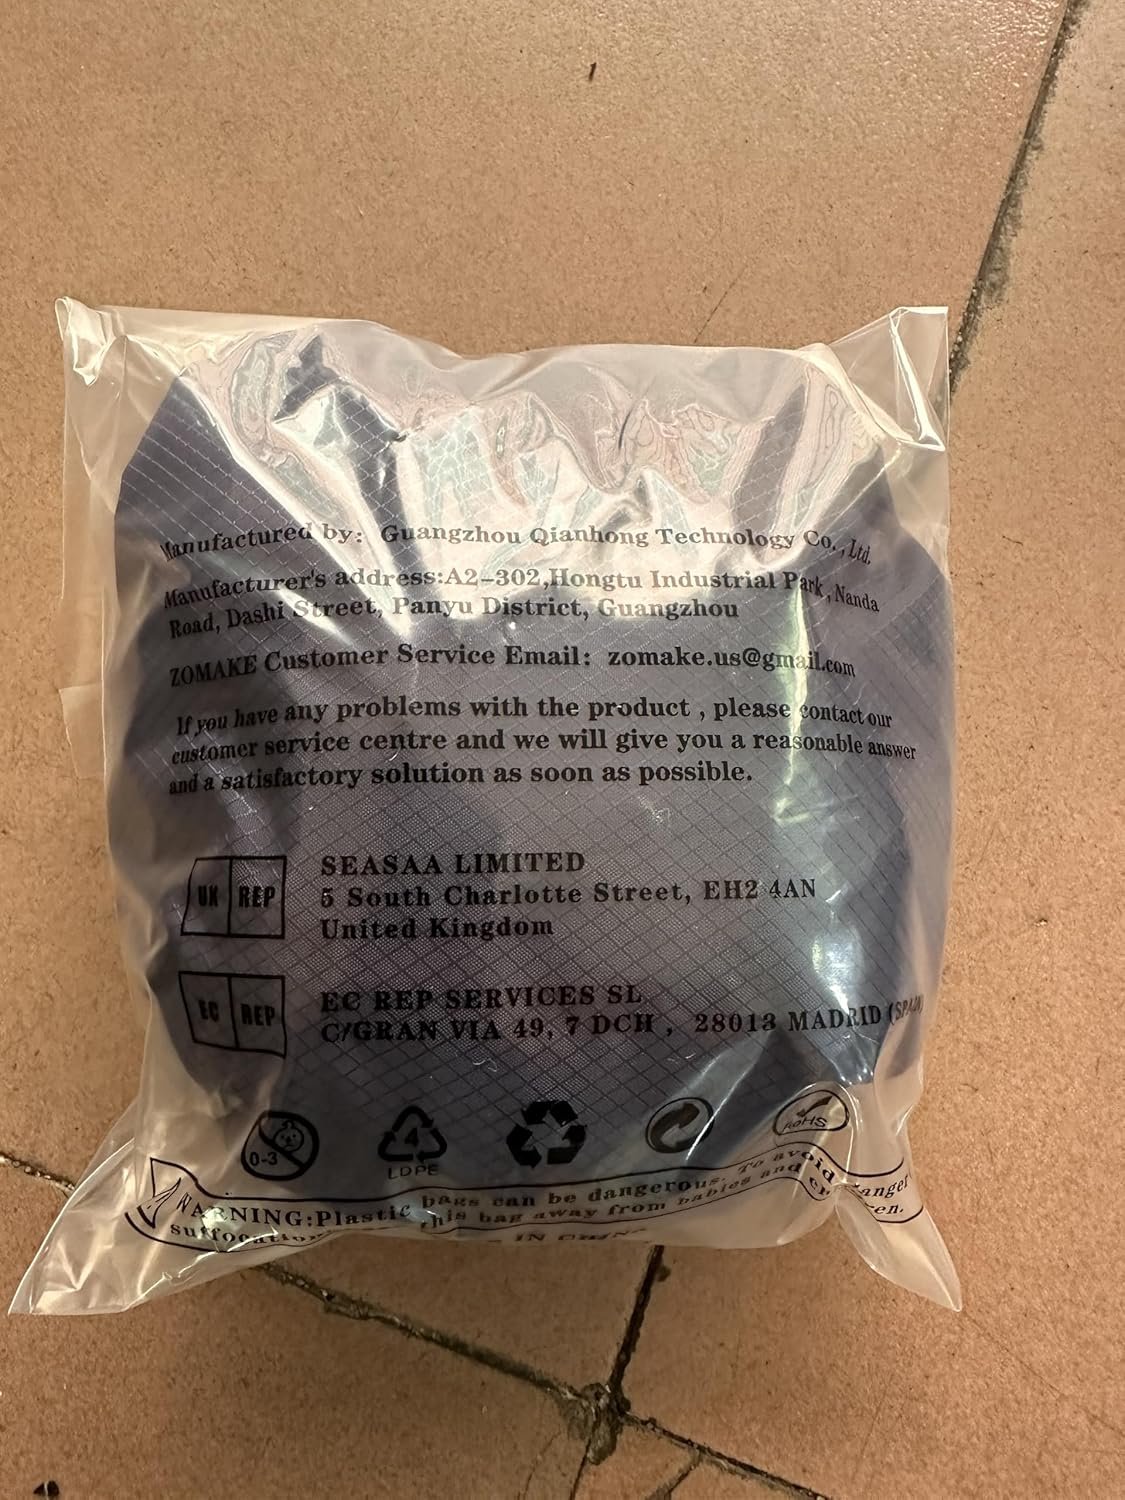 Manufactured by: Guangzhou Qianhong Technology Co., Ltd.
Manufacturer's address:A2-302,Hongtu Industrial Park, Nanda
Road, Dashi Street, Panyu District, Guangzhou
ZOMAKE Customer Service Email: zomake.us@gmail.com
If you have any problems with the product , please contact our
customer service centre and we will give you a reasonable answer
and a satisfactory solution as soon as possible.
UK REP
SEASAA LIMITED
5 South Charlotte Street, EH2 4AN
United Kingdom
EC REP
EC REP SERVICES SL
C/GRAN VIA 49, 7 DCH , 28013 MADRID (SPAIN)
0-3
4
LDPE
RoHS
WARNING:Plastic bags can be dangerous. To avoid danger
suffocation this bag away from babies and
IN CHINA